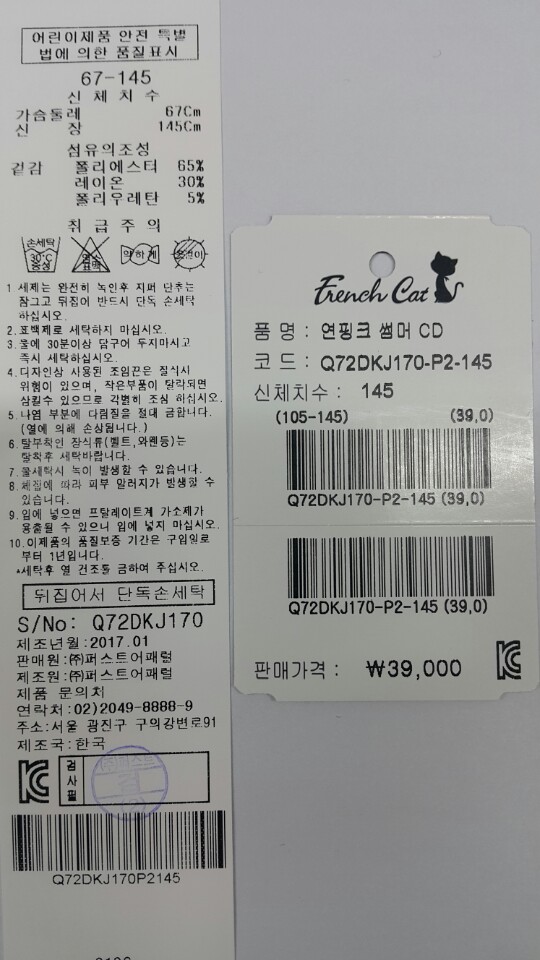 어린이제품 안전 특별
법에 의한 품질표시
67-145
신체치수
가슴둘레 67Cm
신 장 145Cm
섬유의조성
겉감 폴리에스터 65%
레이온 30%
폴리우레탄 5%
취급주의
손세탁
30°C
중성
염소
표백
약하게
1 세제는 완전히 녹인후 지퍼 단추는
잠그고 뒤집어 반드시 단독 손세탁
하십시오.
2.표백제로 세탁하지 마십시오.
3.물에 30분이상 담구어 두지마시고
즉시 세탁하십시오.
4.디자인상 사용된 조임끈은 질식시
위험이 있으며, 작은부품이 탈락되면
삼킬수 있으므로 각별히 조심 하십시오.
5.나염 부분에 다림질을 절대 금합니다.
(열에 의해 손상됩니다.)
6.탈부착인 장식류(벨트,와펜등)는
탈착후 세탁바랍니다.
7.물세탁시 녹이 발생할 수 있습니다.
8.체질에 따라 피부 알러지가 발생할 수
있습니다.
9.입에 넣으면 프탈레이트계 가소제가
용출될 수 있으니 입에 넣지 마십시오.
10.이제품의 품질보증 기간은 구입일로
부터 1년입니다.
*세탁후 열 건조를 금하여 주십시오.
뒤집어서 단독손세탁
S/No: Q72DKJ170
제조년월:2017.01
판매원:㈜퍼스트어패럴
제조원:㈜퍼스트어패럴
제품 문의처
연락처:02)2049-8888-9
주소:서울 광진구 구의강변로91
제조국:한국
KC
검사필
Q72DKJ170P2145
French Cat
품 명 : 연핑크 썸머 CD
코 드 : Q72DKJ170-P2-145
신체치수 : 145
(105-145) (39,0)
Q72DKJ170-P2-145 (39,0)
Q72DKJ170-P2-145 (39,0)
판매가격 : ₩39,000
KC